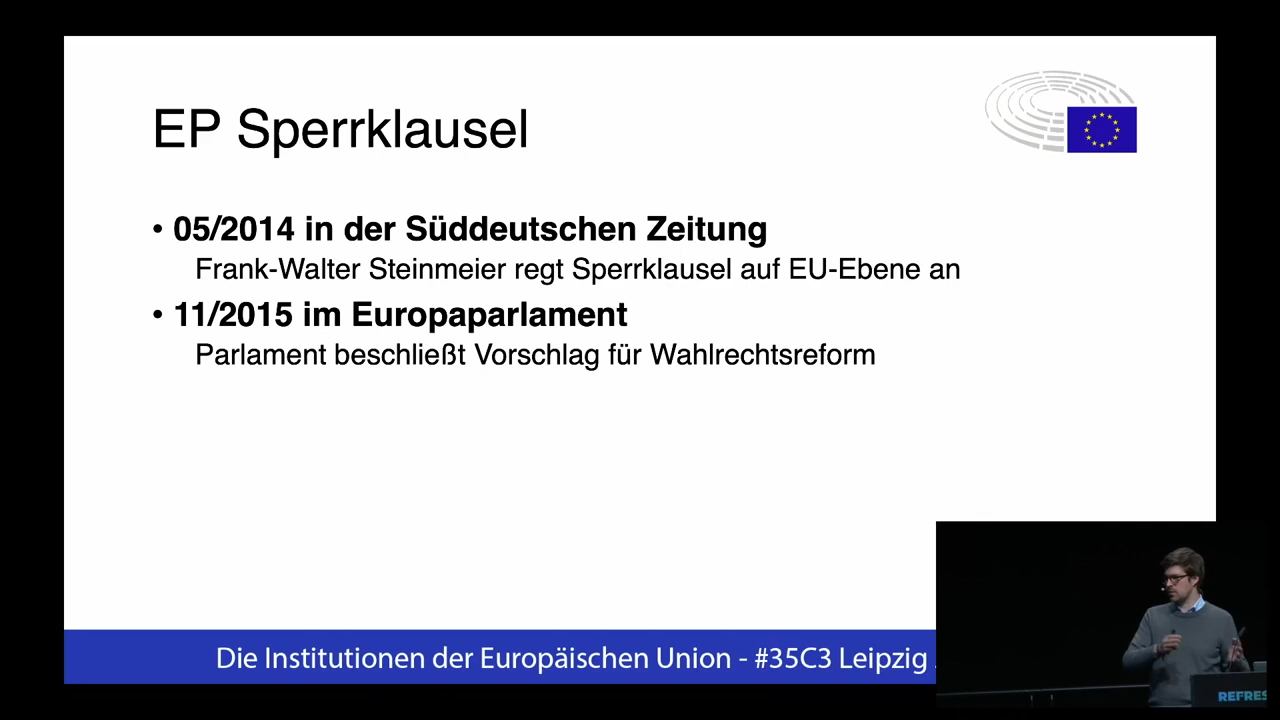 EP Sperrklausel
• 05/2014 in der Süddeutschen Zeitung
Frank-Walter Steinmeier regt Sperrklausel auf EU-Ebene an
• 11/2015 im Europaparlament
Parlament beschließt Vorschlag für Wahlrechtsreform
Die Institutionen der Europäischen Union - #35C3 Leipzig
REFRES